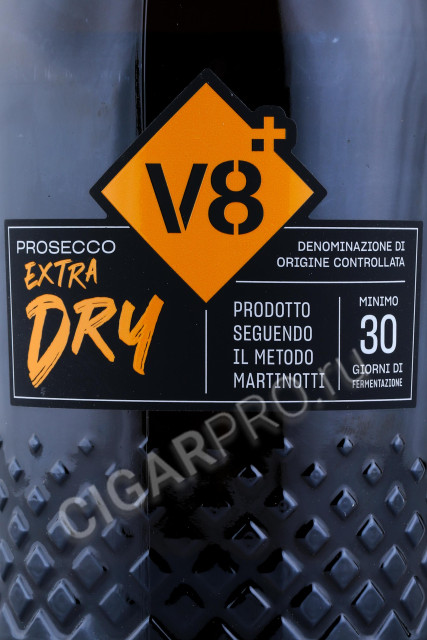 V8+
PROSECCO
EXTRA
DRY
DENOMINAZIONE DI
ORIGINE CONTROLLATA
PRODOTTO
SEGUENDO
IL METODO
MARTINOTTI
MINIMO
30
GIORNI DI
FERMENTAZIONE
CIGARPRO.ru